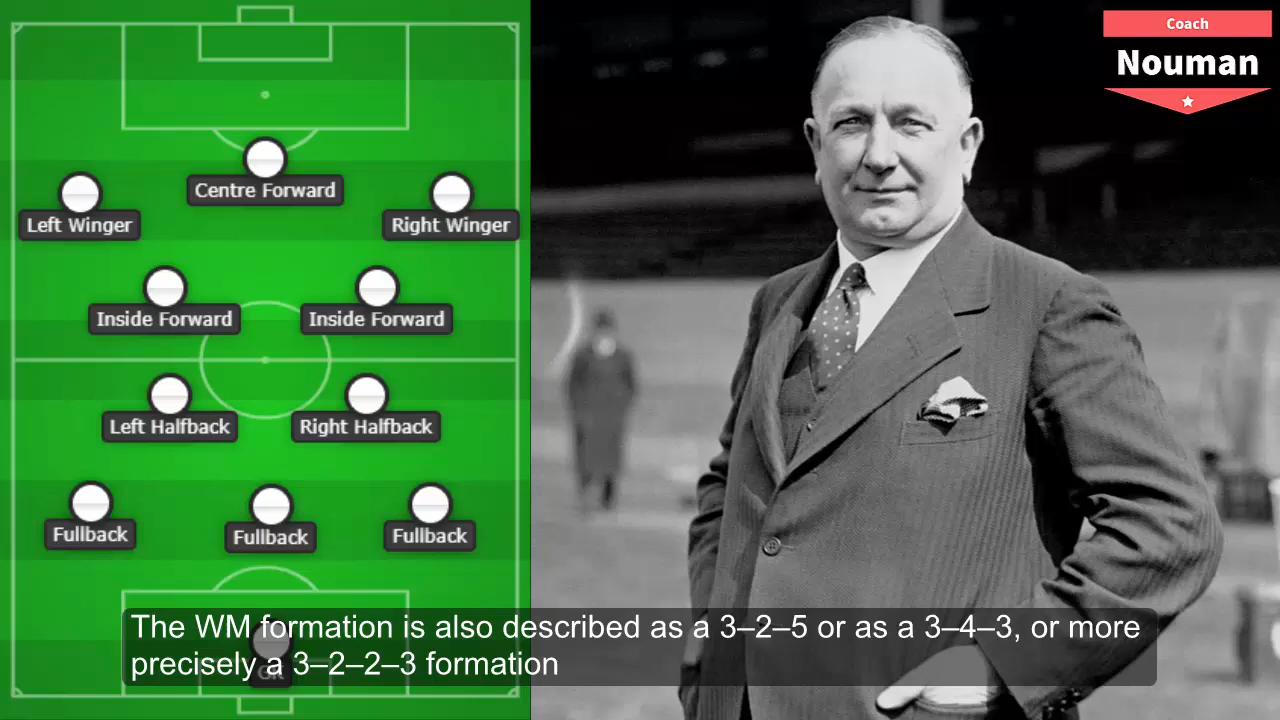 Coach
Nouman
Centre Forward
Left Winger
Right Winger
Inside Forward
Inside Forward
Left Halfback
Right Halfback
Fullback
Fullback
Fullback
GK
The WM formation is also described as a 3–2–5 or as a 3–4–3, or more
precisely a 3–2–2–3 formation